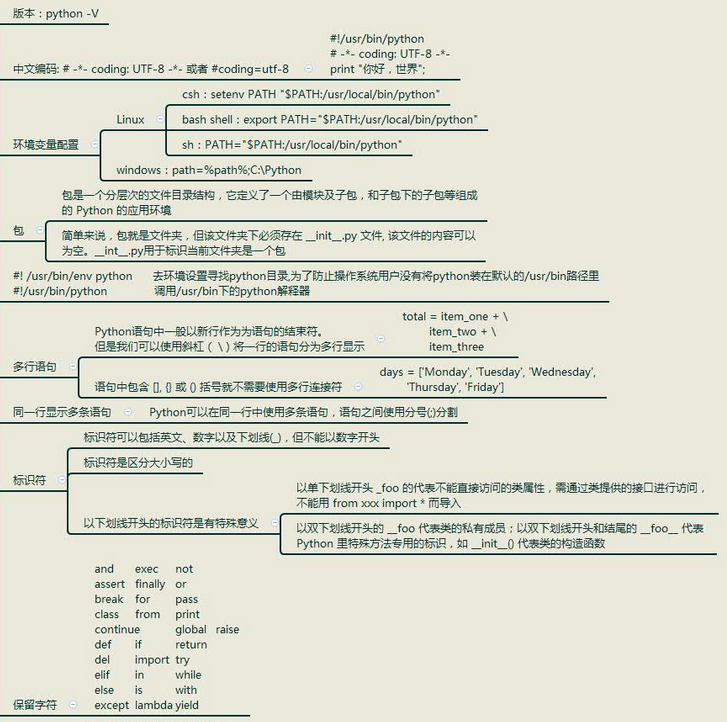 版本：python -V
#!/usr/bin/python
# -*- coding: UTF-8 -*-
中文编码: # -*- coding: UTF-8 -*- 或者 #coding=utf-8
print "你好，世界";
环境变量配置
Linux
csh：setenv PATH "$PATH:/usr/local/bin/python"
bash shell：export PATH="$PATH:/usr/local/bin/python"
sh：PATH="$PATH:/usr/local/bin/python"
windows：path=%path%;C:\Python
包
包是一个分层次的文件目录结构，它定义了一个由模块及子包，和子包下的子包等组成
的 Python 的应用环境
简单来说，包就是文件夹，但该文件夹下必须存在 __init__.py 文件, 该文件的内容可以
为空。__int__.py用于标识当前文件夹是一个包
#! /usr/bin/env python 去环境设置寻找python目录,为了防止操作系统用户没有将python装在默认的/usr/bin路径里
#!/usr/bin/python 调用/usr/bin下的python解释器
多行语句
Python语句中一般以新行作为为语句的结束符。
但是我们可以使用斜杠（ \ ）将一行的语句分为多行显示
total = item_one + \
item_two + \
item_three
语句中包含 [], {} 或 () 括号就不需要使用多行连接符
days = ['Monday', 'Tuesday', 'Wednesday',
'Thursday', 'Friday']
同一行显示多条语句 Python可以在同一行中使用多条语句，语句之间使用分号(;)分割
标识符
标识符可以包括英文、数字以及下划线(_)，但不能以数字开头
标识符是区分大小写的
以下划线开头的标识符是有特殊意义
以单下划线开头 _foo 的代表不能直接访问的类属性，需通过类提供的接口进行访问，
不能用 from xxx import * 而导入
以双下划线开头的 __foo 代表类的私有成员；以双下划线开头和结尾的 __foo__ 代表
Python 里特殊方法专用的标识，如 __init__() 代表类的构造函数
and exec not
assert finally or
break for pass
class from print
continue global raise
def if return
del import try
elif in while
else is with
保留字符 except lambda yield